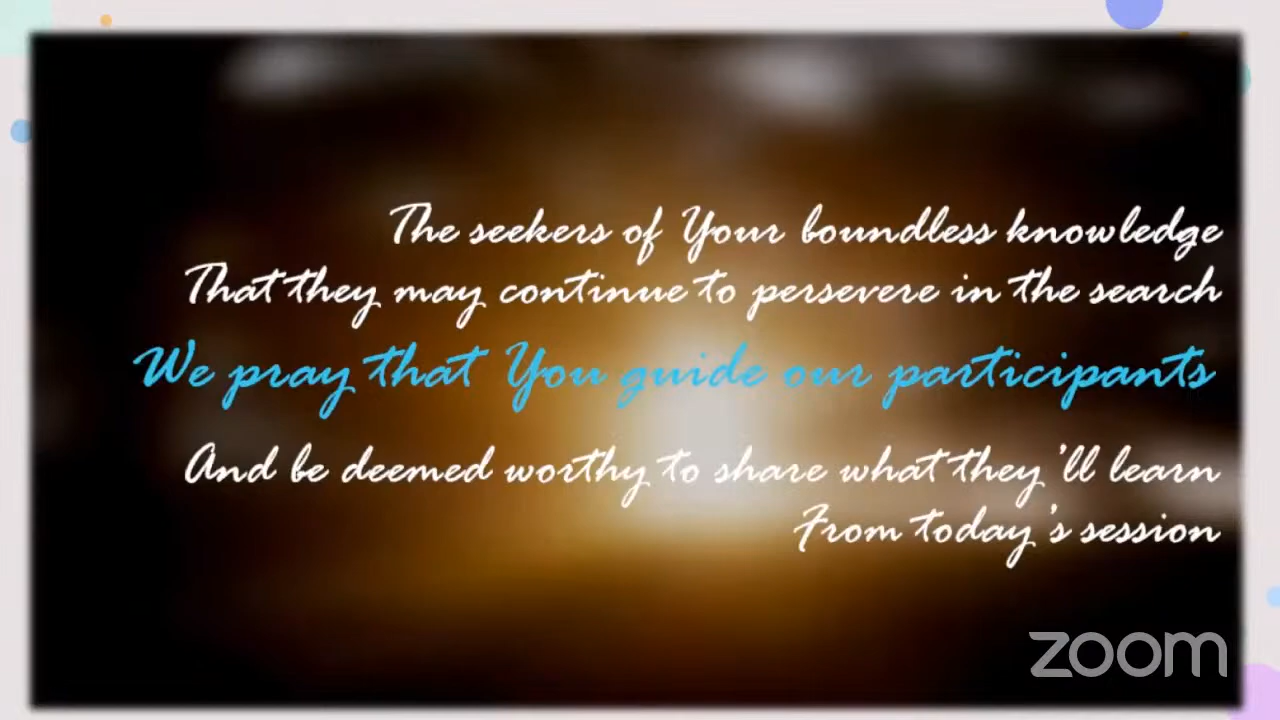 The seekers of Your boundless knowledge
That they may continue to persevere in the search
We pray that You guide our participants
And be deemed worthy to share what they'll learn
From today's session
zoom